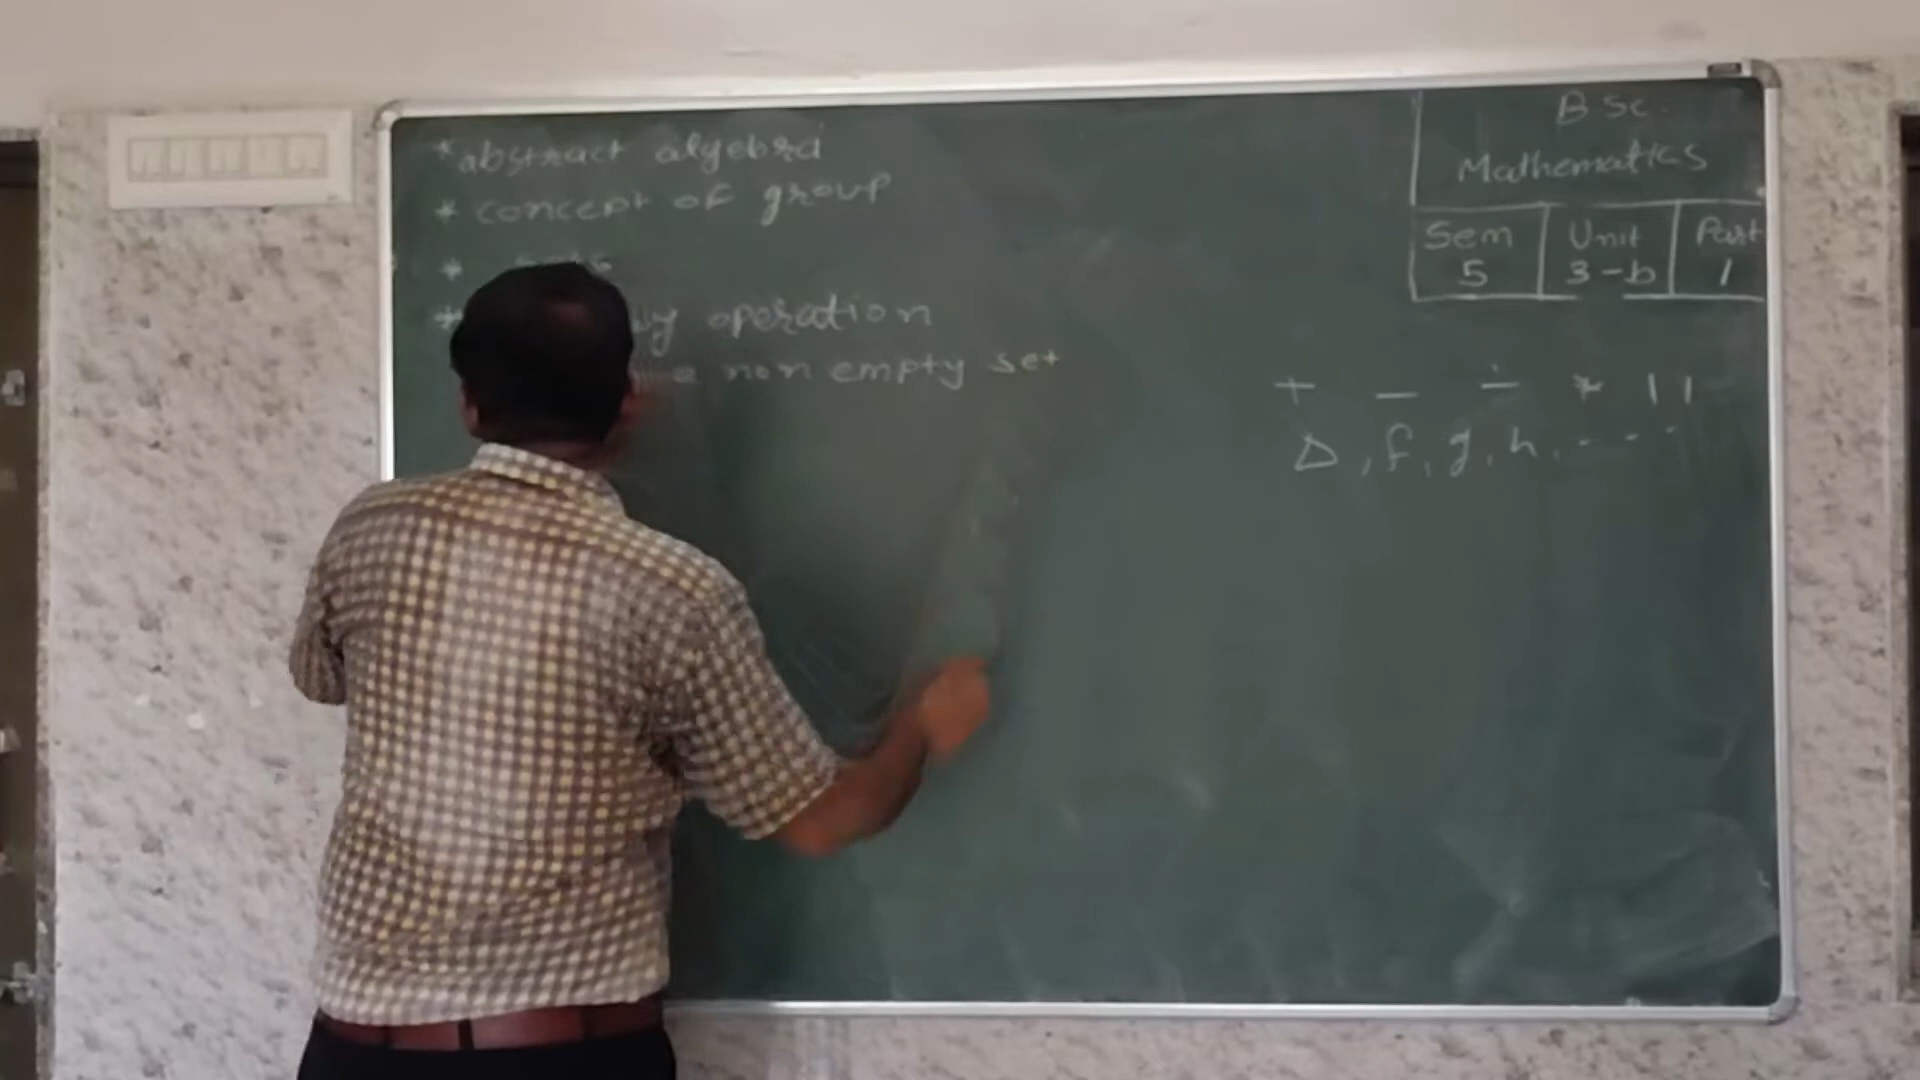 *abstract algebra
* concept of group
*
* operation
non empty set
B Sc.
Mathematics
Sem Unit Part
5 3-b 1
+ − ÷ * ||
Δ, f, g, h, - - -